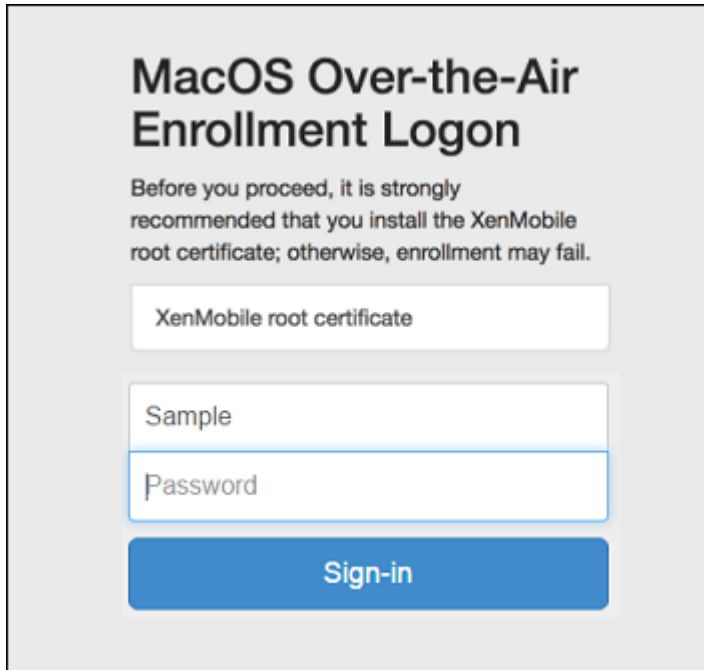 MacOS Over-the-Air
Enrollment Logon
Before you proceed, it is strongly
recommended that you install the XenMobile
root certificate; otherwise, enrollment may fail.
XenMobile root certificate
Sample
Password
Sign-in